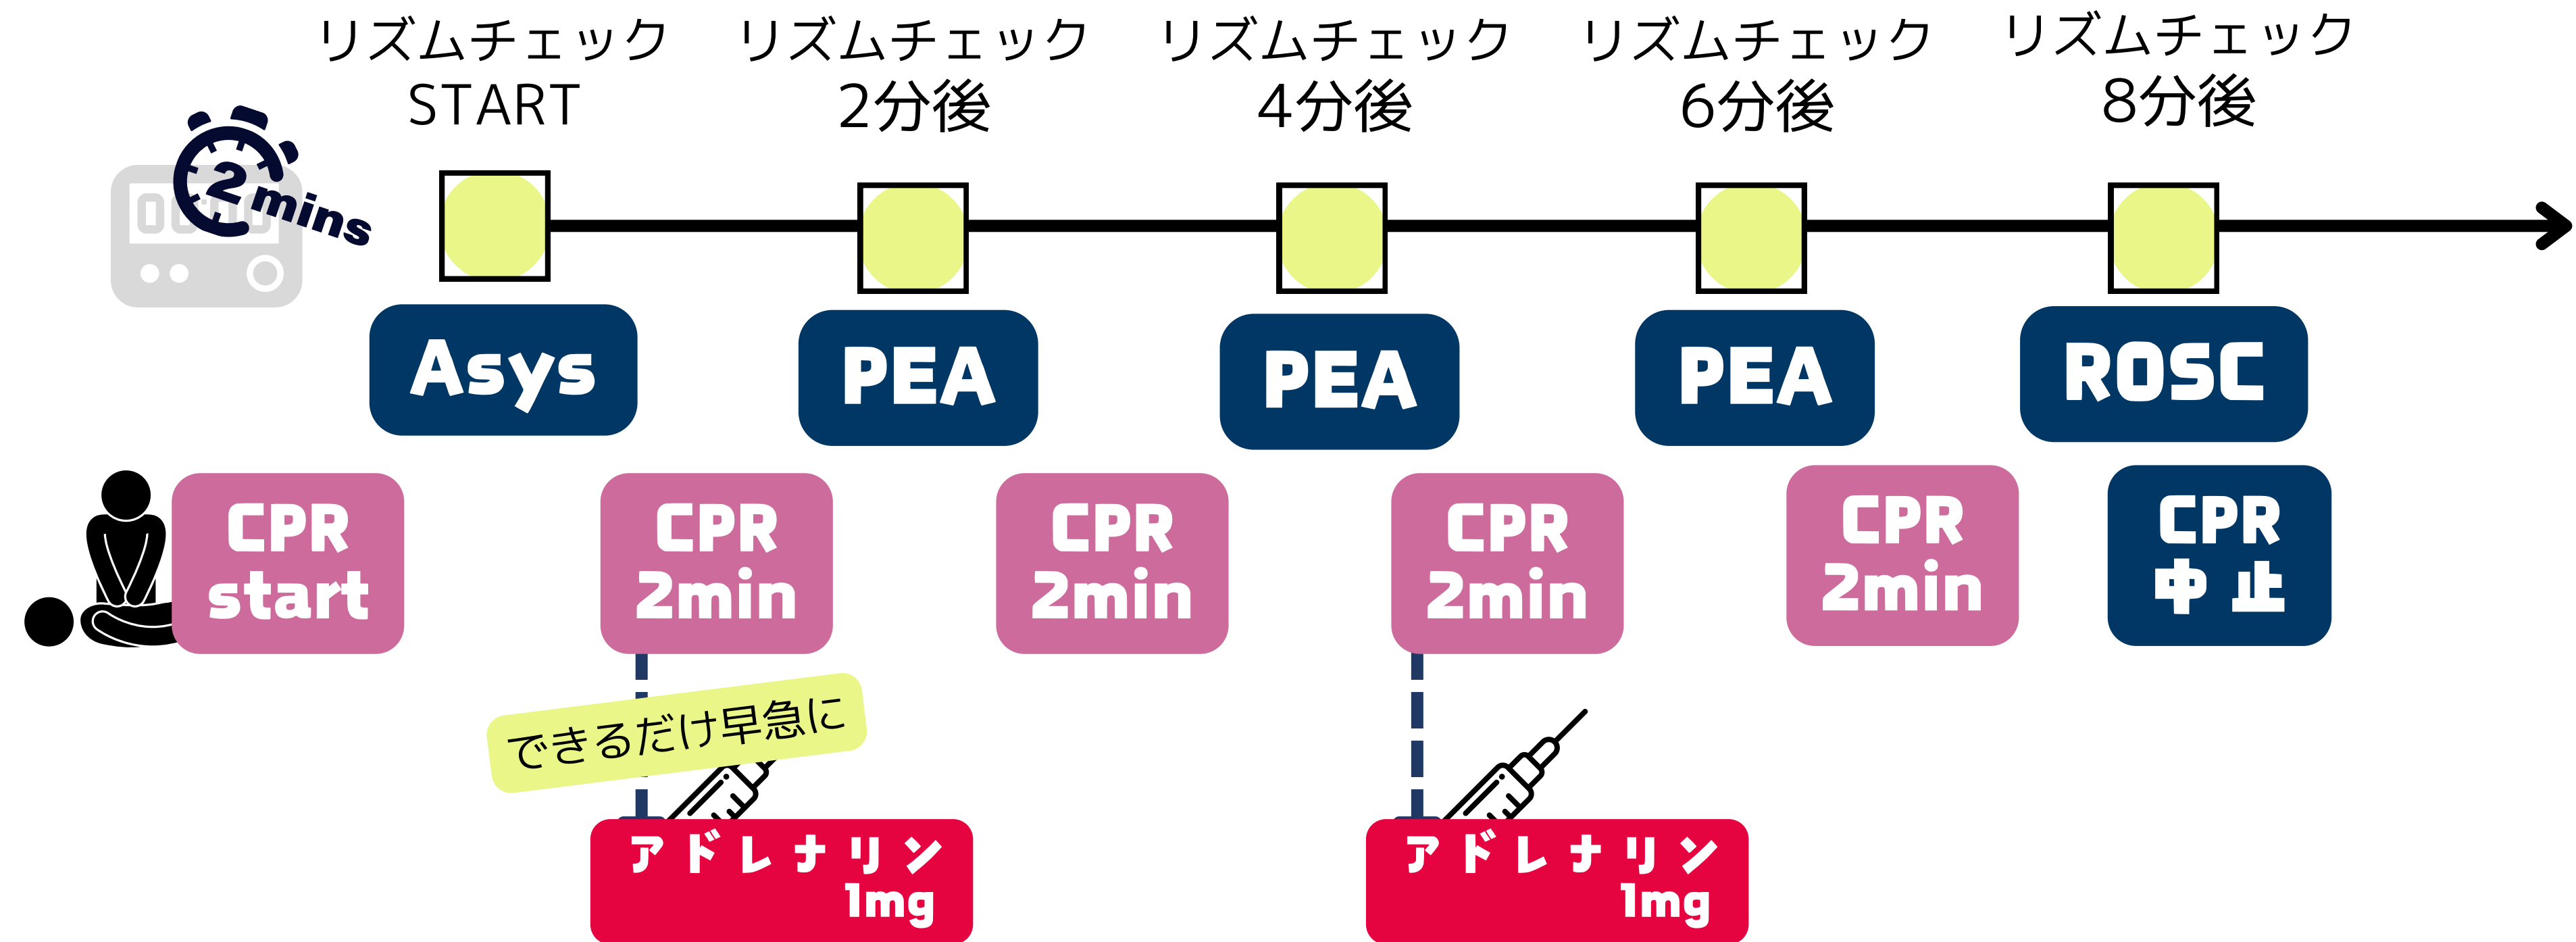 リズムチェック
START
リズムチェック
2分後
リズムチェック
4分後
リズムチェック
6分後
リズムチェック
8分後
2 mins
Asys
PEA
PEA
PEA
ROSC
CPR
start
CPR
2min
CPR
2min
CPR
2min
CPR
2min
CPR
中止
できるだけ早急に
アドレナリン
1mg
アドレナリン
1mg